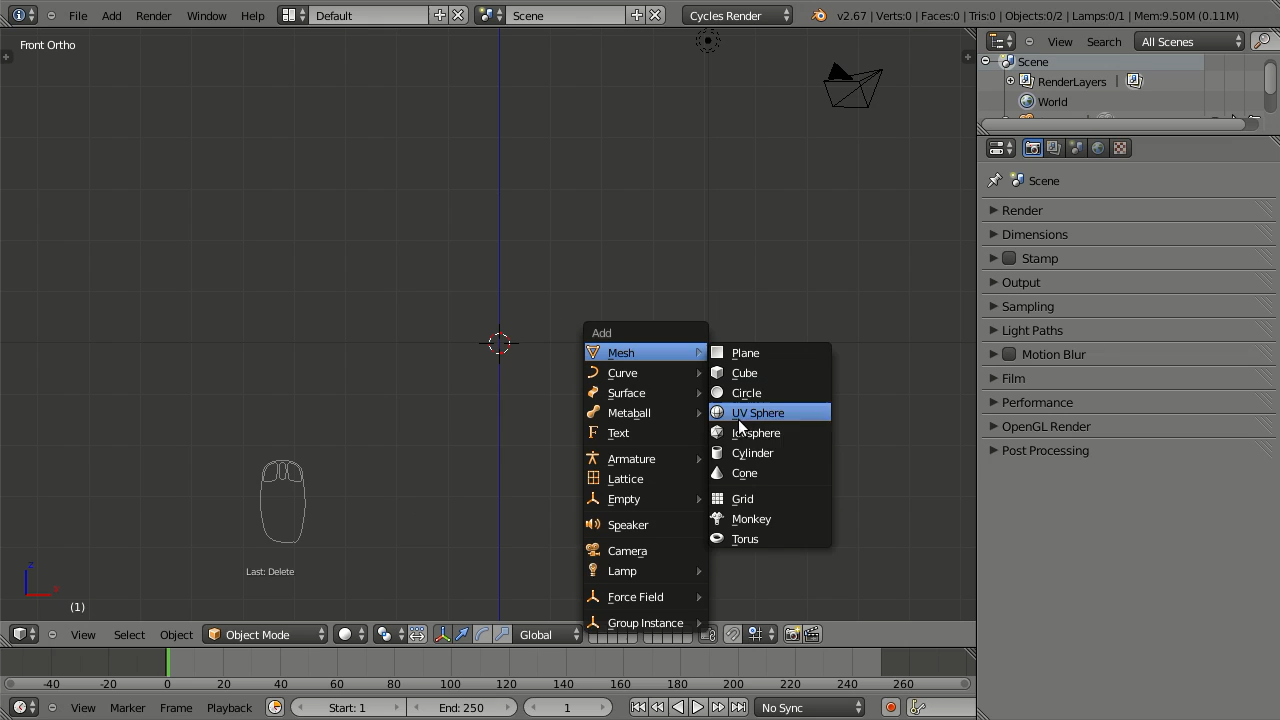 File Add Render Window Help Default Scene Cycles Render v2.67 | Verts:0 | Faces:0 | Tris:0 | Objects:0/2 | Lamps:0/1 | Mem:9.50M (0.11M)
Front Ortho
View Search All Scenes
Scene
RenderLayers
World
Scene
Render
Dimensions
Stamp
Output
Sampling
Light Paths
Motion Blur
Film
Performance
OpenGL Render
Post Processing
Add
Mesh
Curve
Surface
Metaball
Text
Armature
Lattice
Empty
Speaker
Camera
Lamp
Force Field
Group Instance
Plane
Cube
Circle
UV Sphere
Icosphere
Cylinder
Cone
Grid
Monkey
Torus
Last: Delete
z
x
(1)
View Select Object Object Mode Global
-40 -20 0 20 40 60 80 100 120 140 160 180 200 220 240 260
View Marker Frame Playback Start: 1 End: 250 1 No Sync